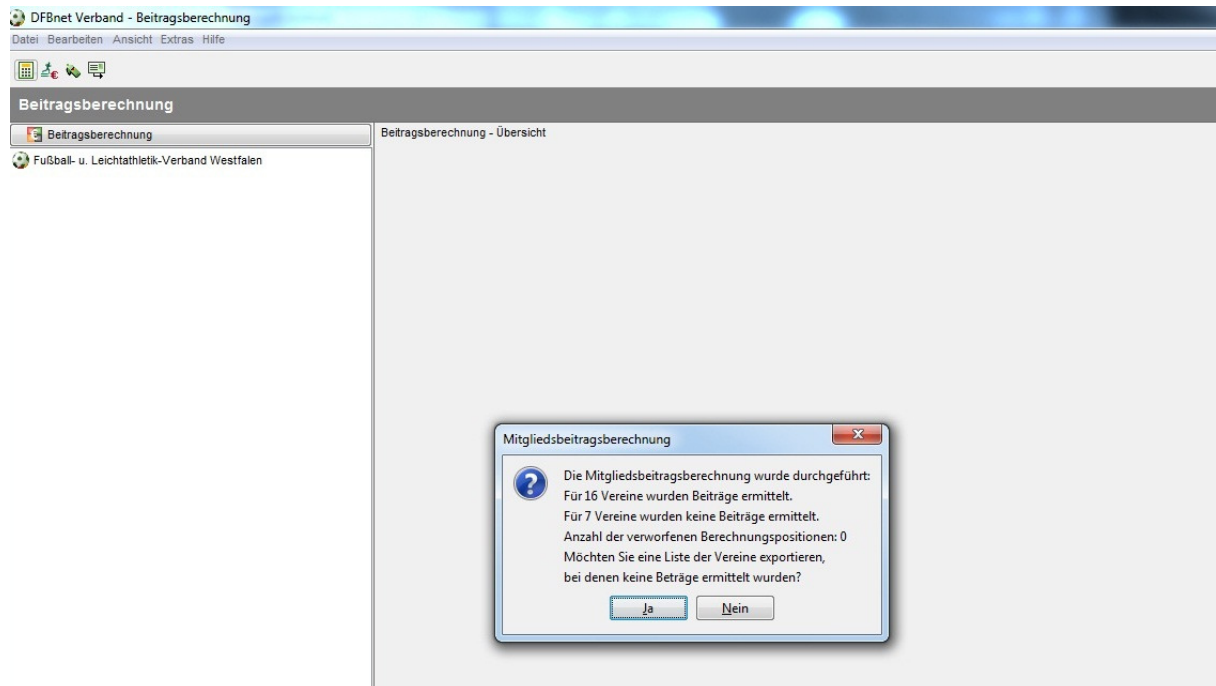 DFBnet Verband - Beitragsberechnung
Datei Bearbeiten Ansicht Extras Hilfe
Beitragsberechnung
Beitragsberechnung
Beitragsberechnung - Übersicht
Fußball- u. Leichtathletik-Verband Westfalen
Mitgliedsbeitragsberechnung
Die Mitgliedsbeitragsberechnung wurde durchgeführt:
Für 16 Vereine wurden Beiträge ermittelt.
Für 7 Vereine wurden keine Beiträge ermittelt.
Anzahl der verworfenen Berechnungspositionen: 0
Möchten Sie eine Liste der Vereine exportieren,
bei denen keine Beträge ermittelt wurden?
Ja Nein